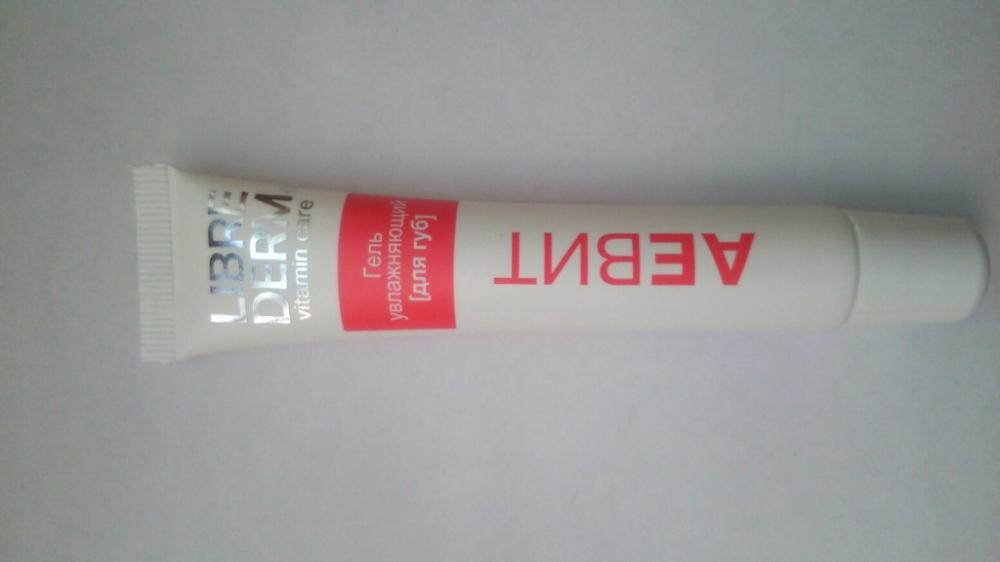 LIBRE
DERM
vitamin care
Гель
увлажняющий
[для губ]
АЕВИТ